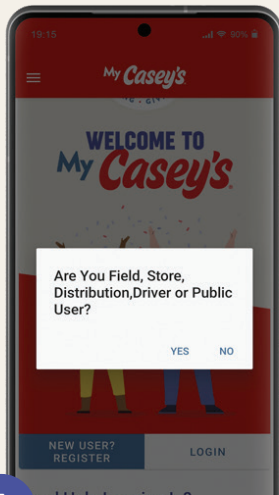 19:15
90%
My Casey's
WELCOME TO
My Casey's
Are You Field, Store,
Distribution,Driver or Public
User?
YES NO
NEW USER?
REGISTER
LOGIN